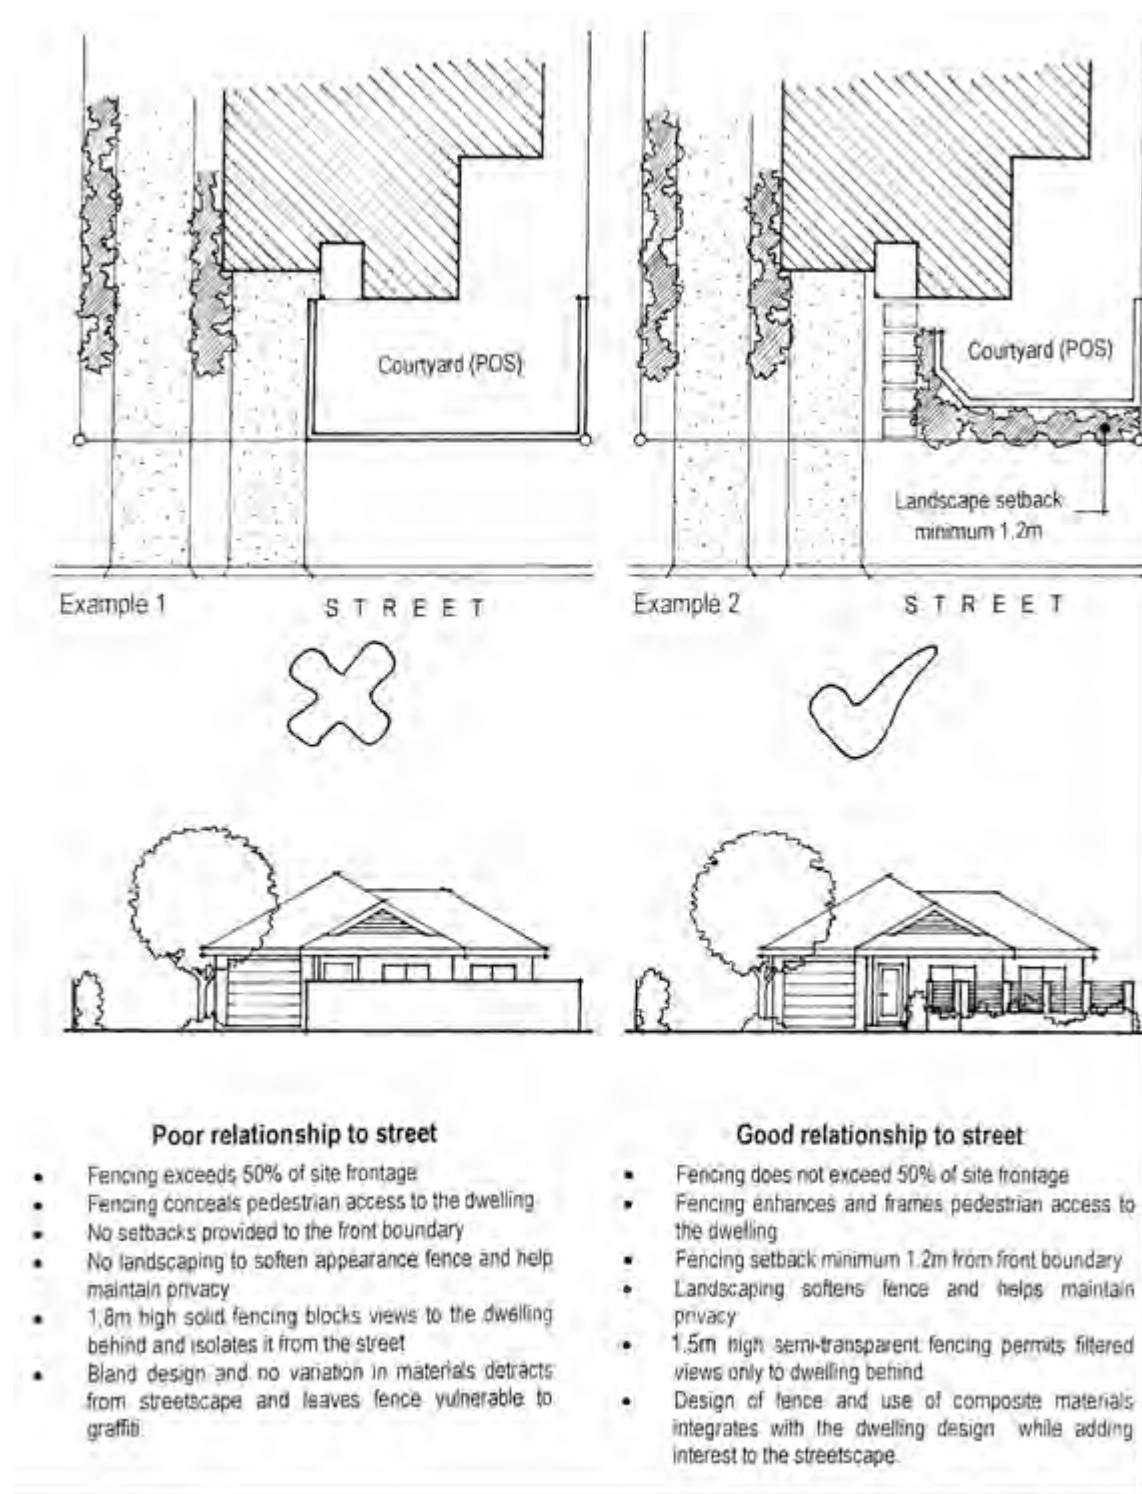 Courtyard (POS)
Courtyard (POS)
Landscape setback
minimum 1.2m
Example 1
S T R E E T
Example 2
S T R E E T
Poor relationship to street
• Fencing exceeds 50% of site frontage
• Fencing conceals pedestrian access to the dwelling
• No setbacks provided to the front boundary
• No landscaping to soften appearance fence and help
maintain privacy
• 1.8m high solid fencing blocks views to the dwelling
behind and isolates it from the street
• Bland design and no variation in materials detracts
from streetscape and leaves fence vulnerable to
graffiti.
Good relationship to street
• Fencing does not exceed 50% of site frontage
• Fencing enhances and frames pedestrian access to
the dwelling
• Fencing setback minimum 1.2m from front boundary
• Landscaping softens fence and helps maintain
privacy
• 1.5m high semi-transparent fencing permits filtered
views only to dwelling behind
• Design of fence and use of composite materials
integrates with the dwelling design while adding
interest to the streetscape.